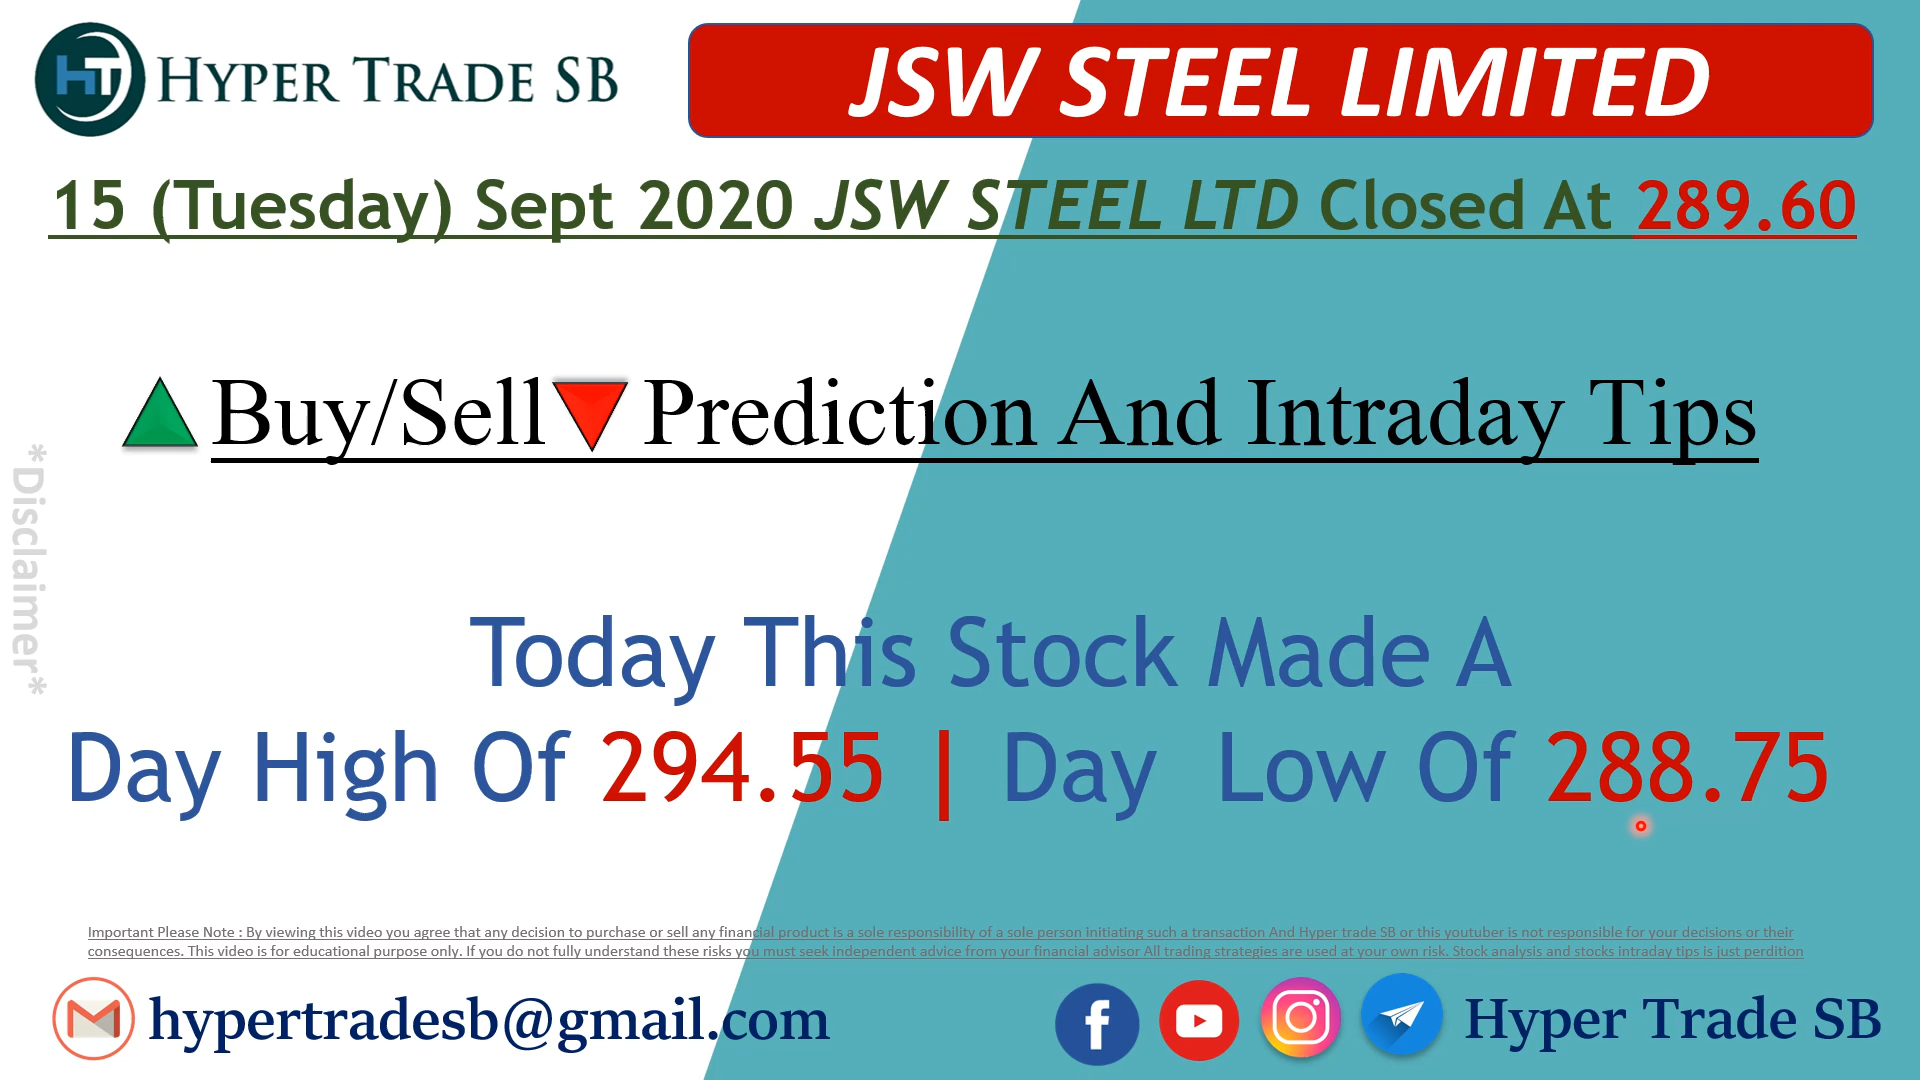 HT HYPER TRADE SB
JSW STEEL LIMITED
15 (Tuesday) Sept 2020 JSW STEEL LTD Closed At 289.60
Buy/Sell Prediction And Intraday Tips
*Disclaimer*
Today This Stock Made A
Day High Of 294.55 | Day Low Of 288.75
Important Please Note : By viewing this video you agree that any decision to purchase or sell any financial product is a sole responsibility of a sole person initiating such a transaction And Hyper trade SB or this youtuber is not responsible for your decisions or their
consequences. This video is for educational purpose only. If you do not fully understand these risks you must seek independent advice from your financial advisor All trading strategies are used at your own risk. Stock analysis and stocks intraday tips is just perdition
hypertradesb@gmail.com
Hyper Trade SB